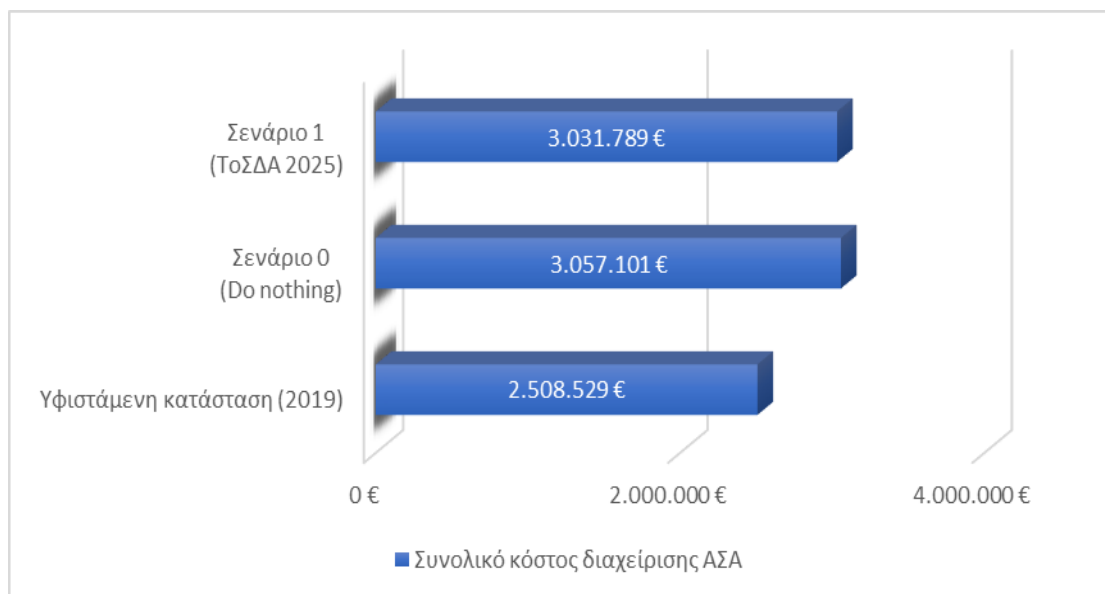 Σενάριο 1
(ΤοΣΔΑ 2025)
3.031.789 €
Σενάριο 0
(Do nothing)
3.057.101 €
Υφιστάμενη κατάσταση (2019)
2.508.529 €
0 €
2.000.000 €
4.000.000 €
Συνολικό κόστος διαχείρισης ΑΣΑ